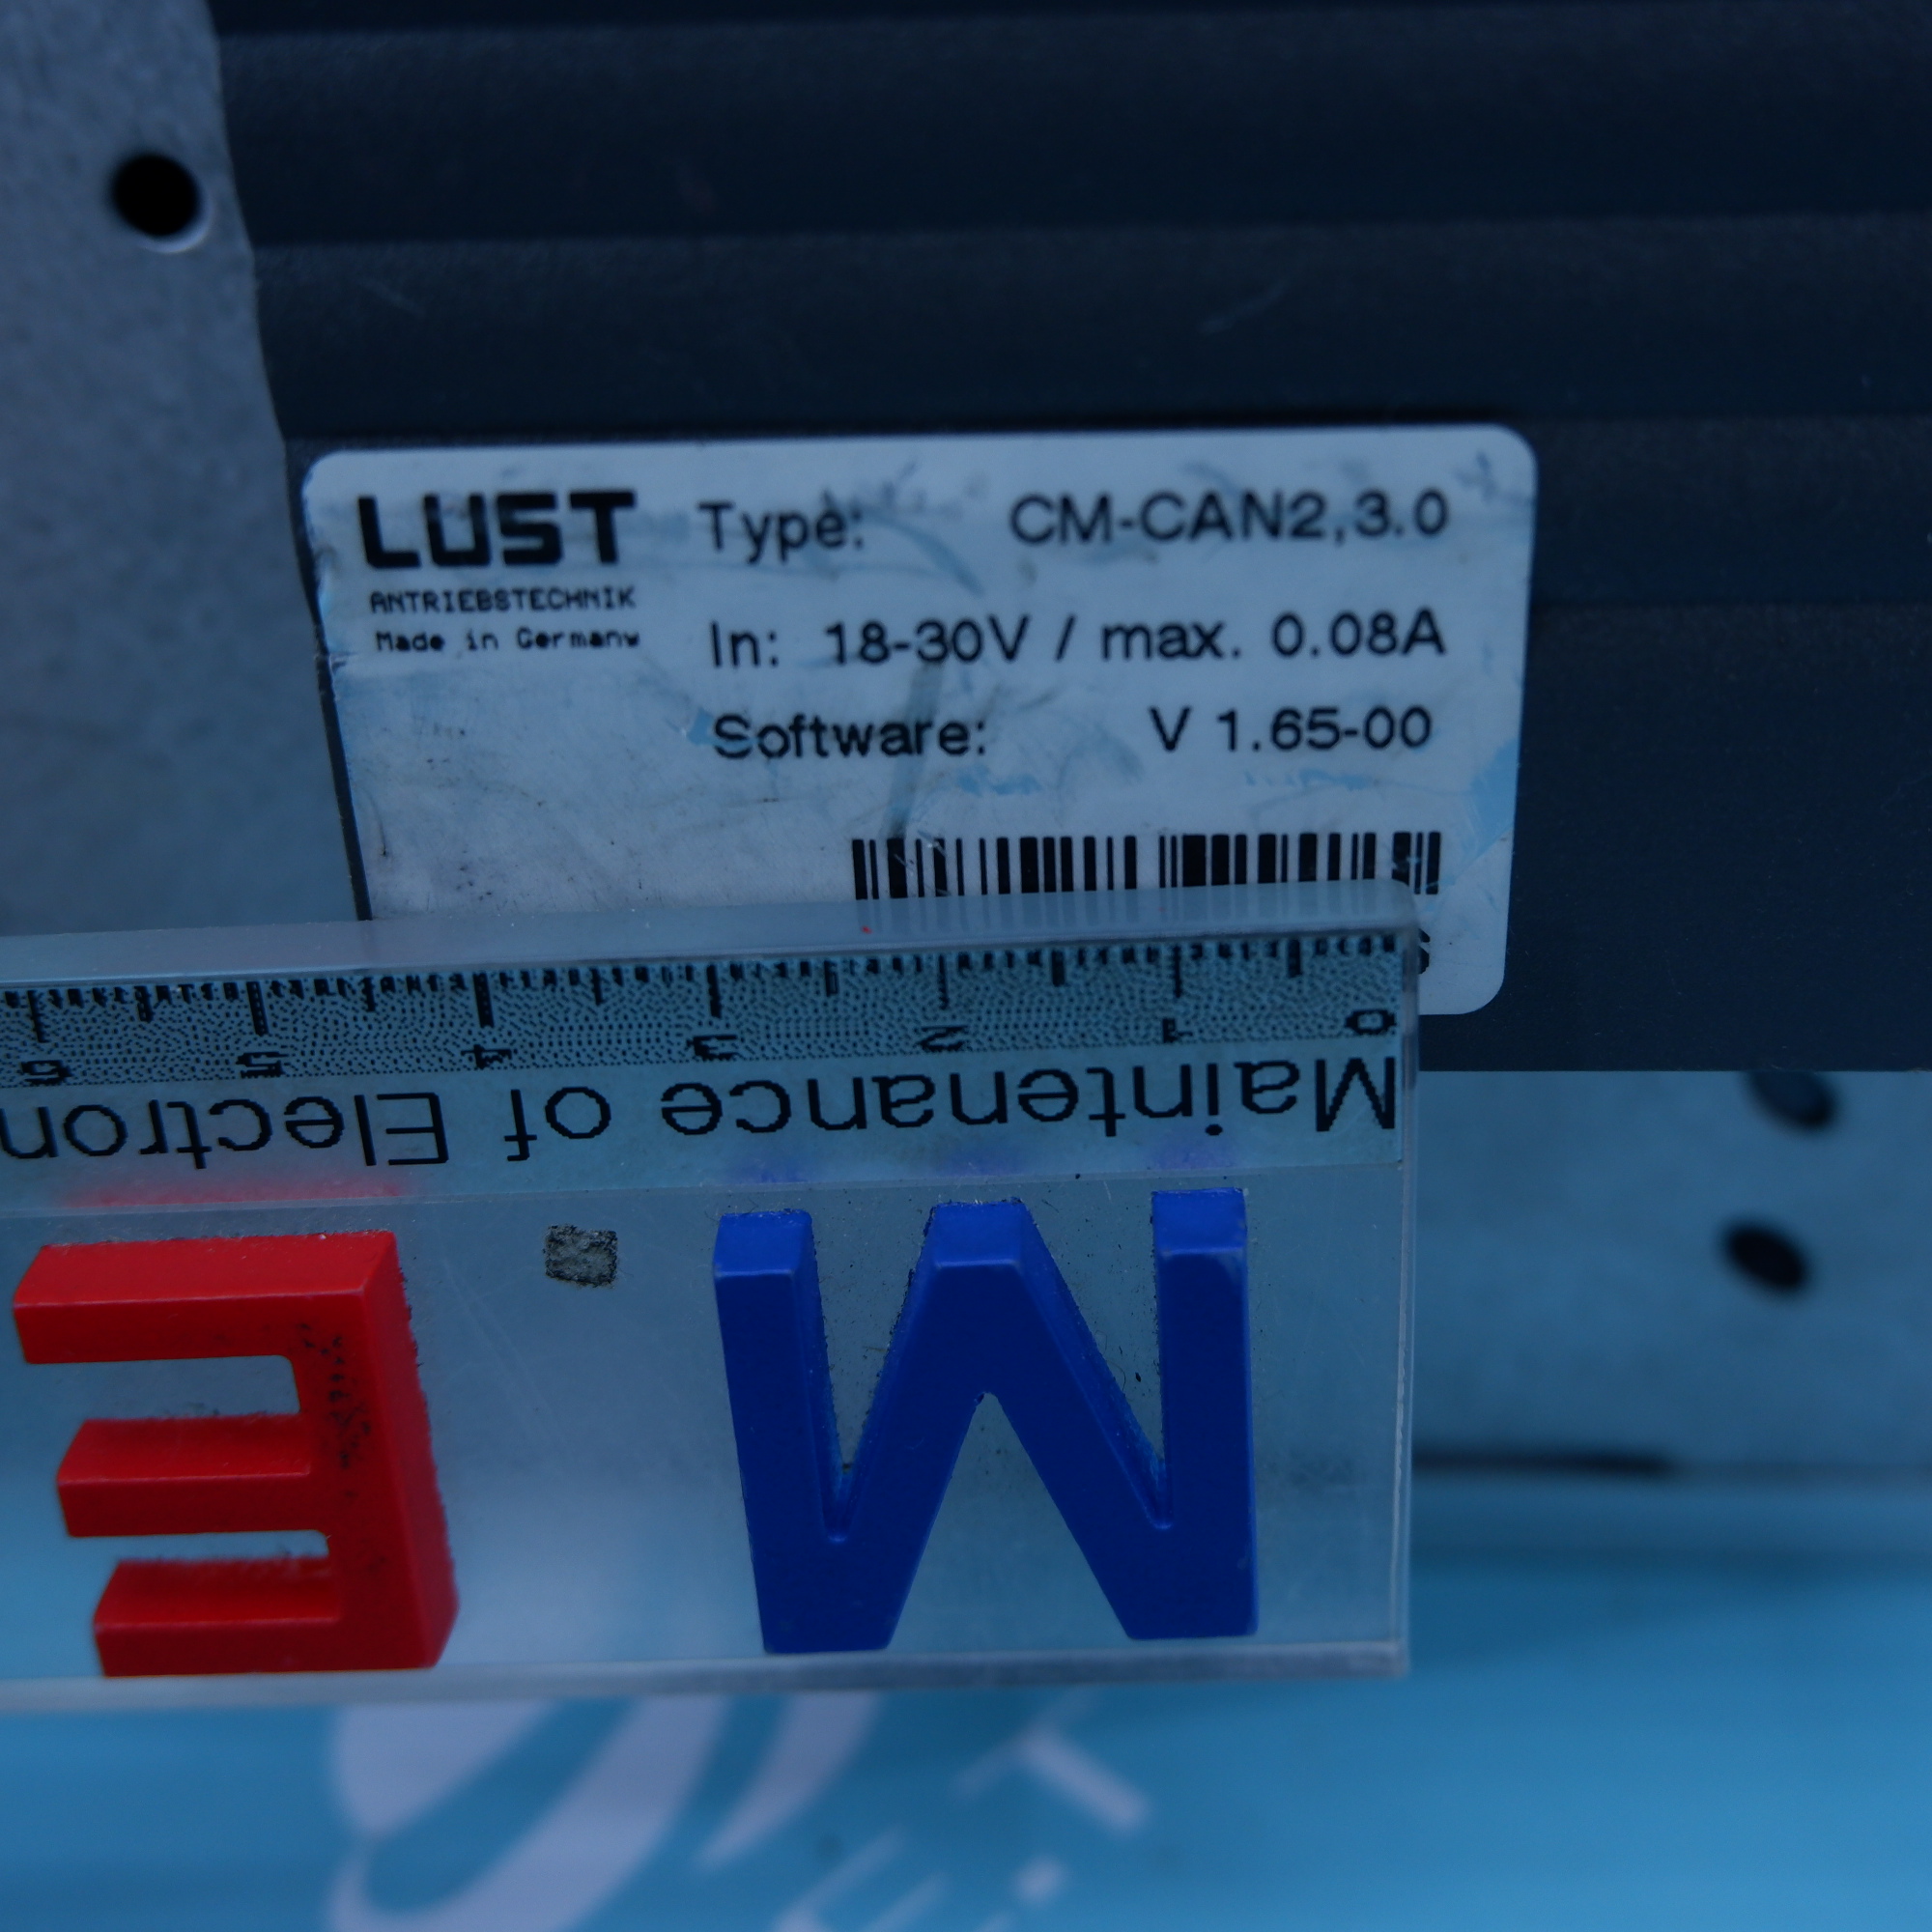 LUST
ANTRIEBSTECHNIK
Made in Germany
Type: CM-CAN2,3.0
In: 18-30V / max. 0.08A
Software: V 1.65-00
0 1 2 3 4 5 6
Maintenance of Electron
M E